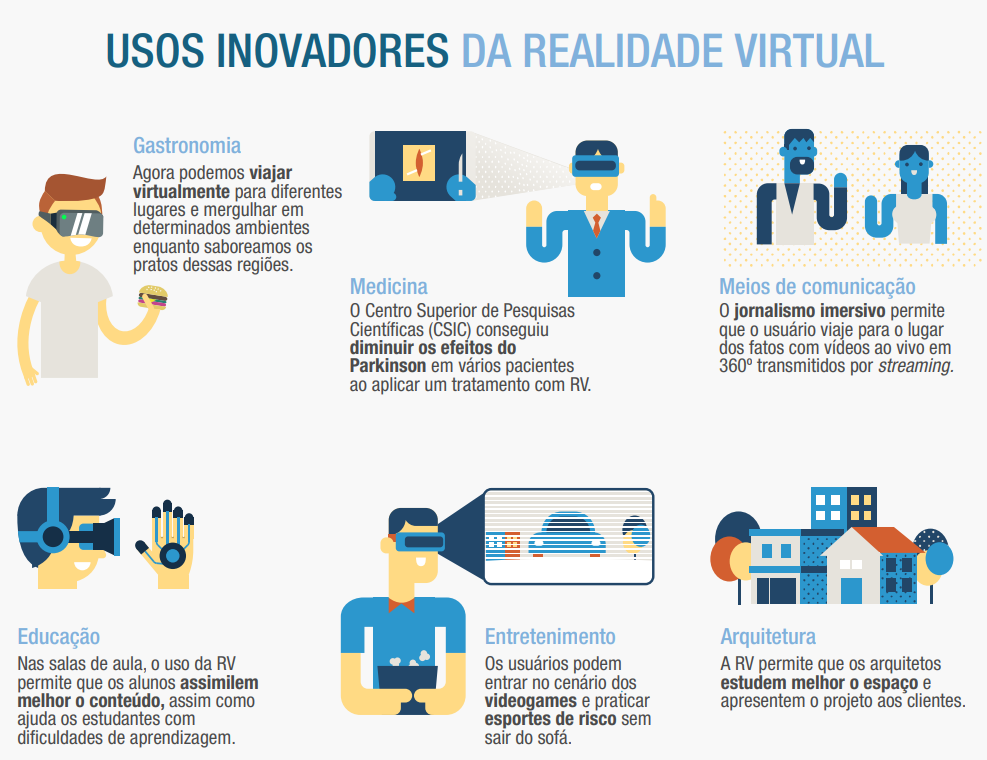 USOS INOVADORES DA REALIDADE VIRTUAL
Gastronomia
Agora podemos viajar
virtualmente para diferentes
lugares e mergulhar em
determinados ambientes
enquanto saboreamos os
pratos dessas regiões.
Medicina
O Centro Superior de Pesquisas
Científicas (CSIC) conseguiu
diminuir os efeitos do
Parkinson em vários pacientes
ao aplicar um tratamento com RV.
Meios de comunicação
O jornalismo imersivo permite
que o usuário viaje para o lugar
dos fatos com vídeos ao vivo em
360º transmitidos por streaming.
Educação
Nas salas de aula, o uso da RV
permite que os alunos assimilem
melhor o conteúdo, assim como
ajuda os estudantes com
dificuldades de aprendizagem.
Entretenimento
Os usuários podem
entrar no cenário dos
videogames e praticar
esportes de risco sem
sair do sofá.
Arquitetura
A RV permite que os arquitetos
estudem melhor o espaço e
apresentem o projeto aos clientes.